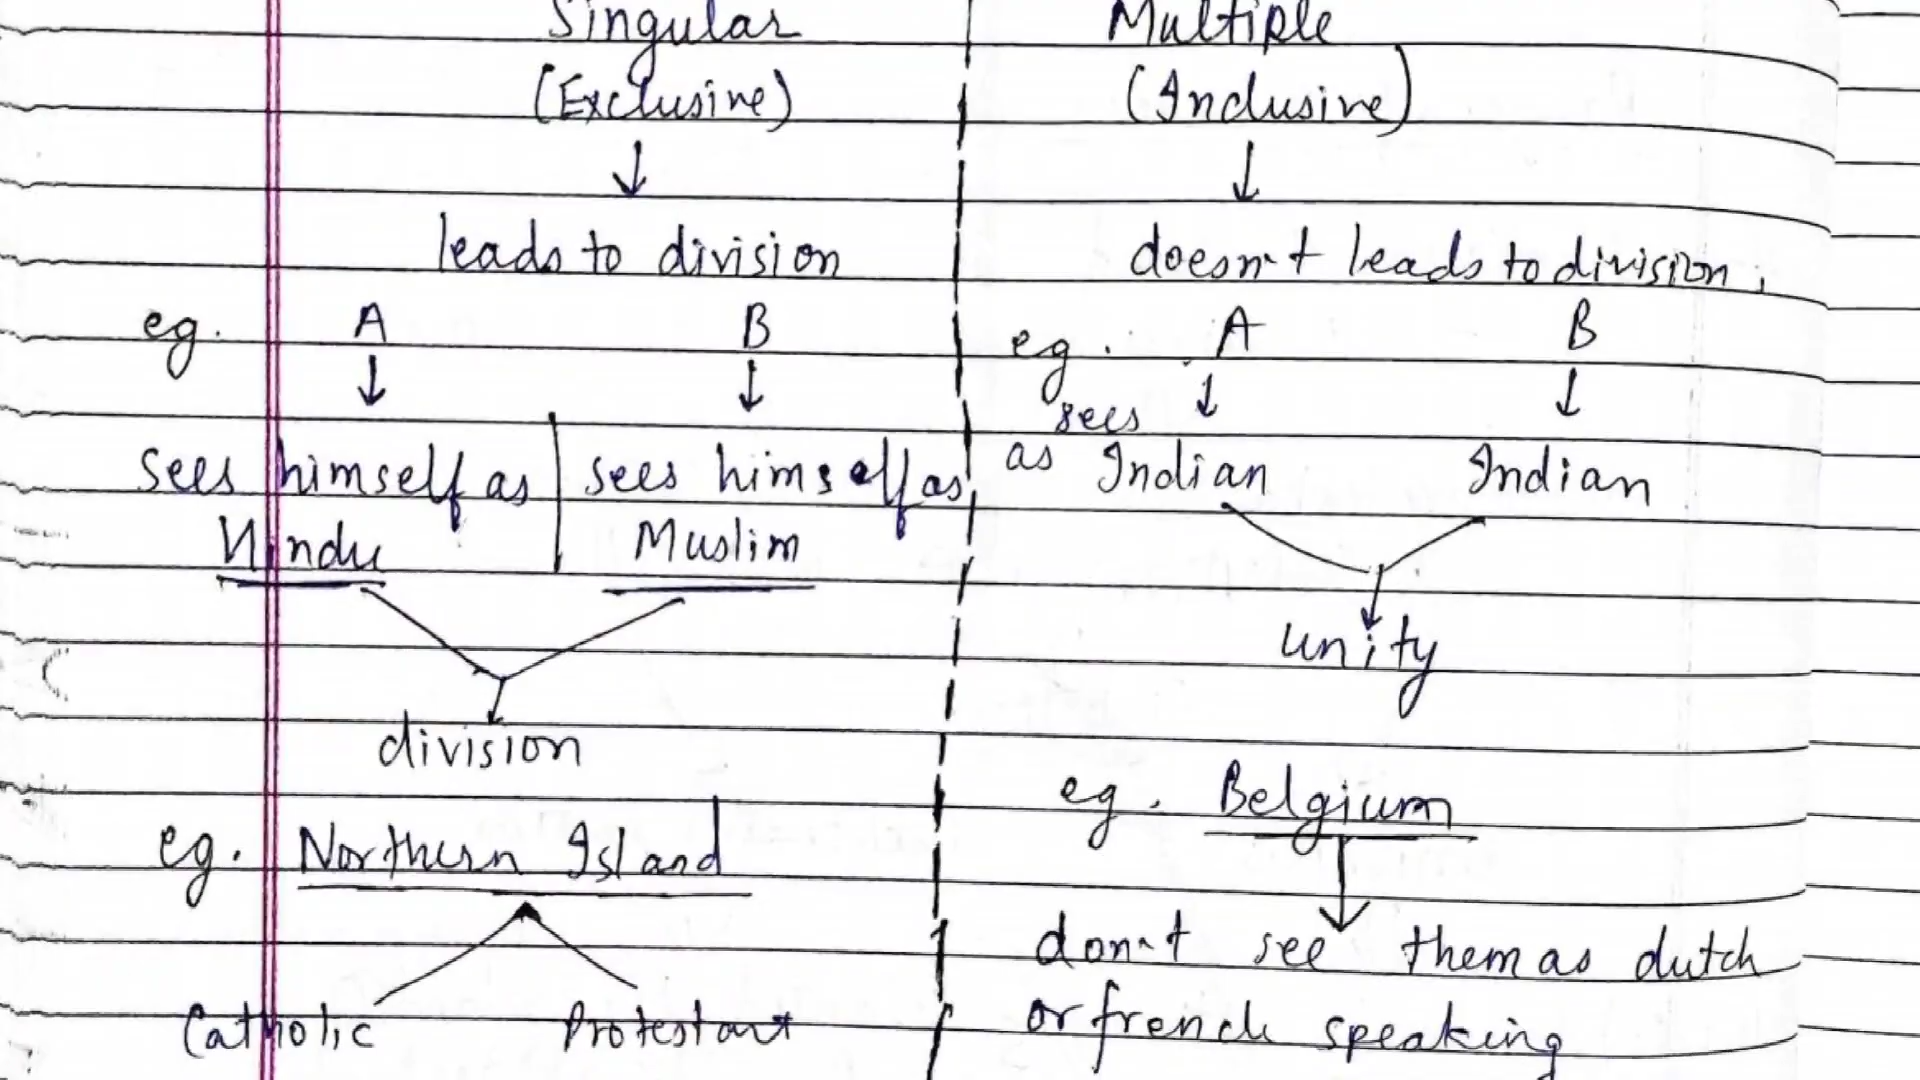 Singular
(Exclusive)
leads to division
eg. A B
sees himself as
Hindu
sees himself as
Muslim
division
eg. Northern Island
Catholic Protestant
Multiple
(Inclusive)
doesn't leads to division.
eg. A B
sees
as Indian Indian
unity
eg. Belgium
don't see them as dutch
or french speaking